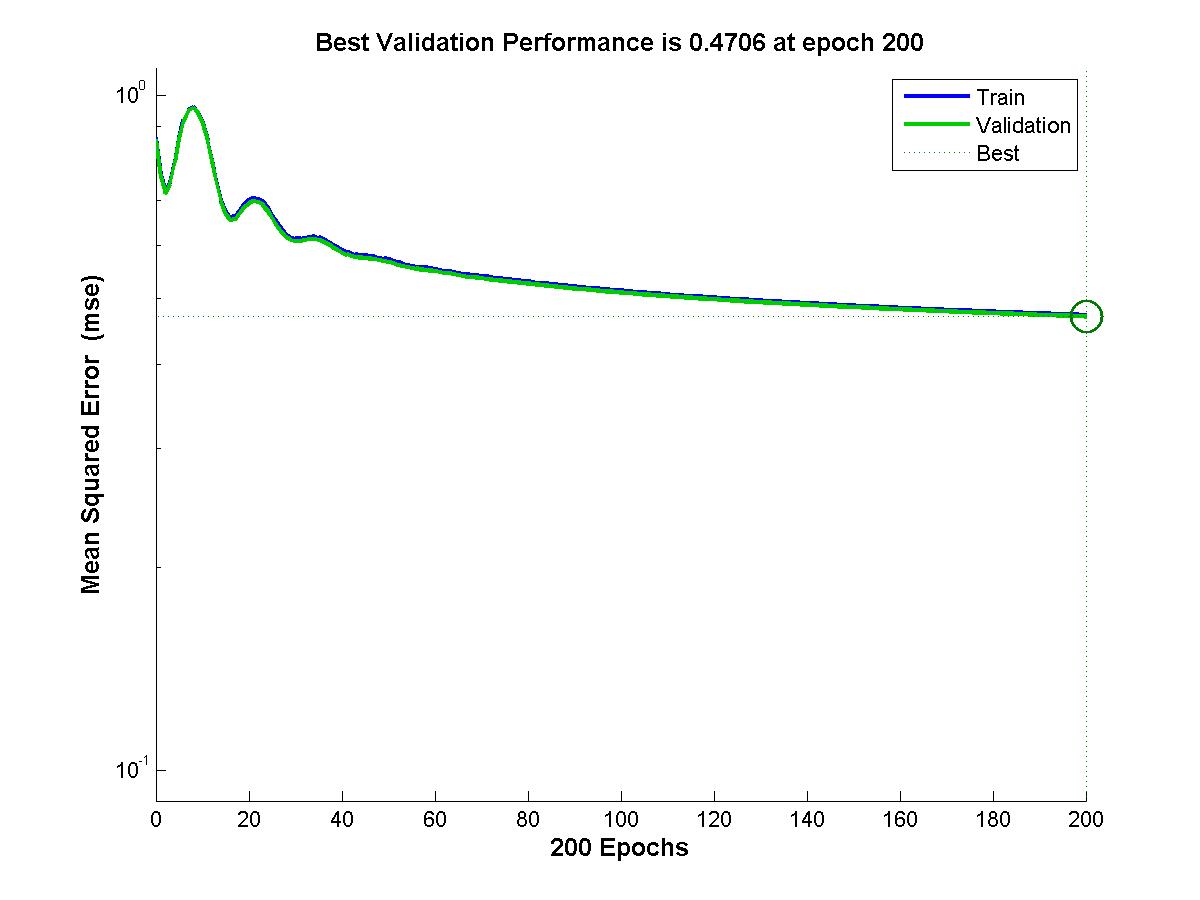 Best Validation Performance is 0.4706 at epoch 200
Train
Validation
Best
Mean Squared Error (mse)
10^0
10^-1
0 20 40 60 80 100 120 140 160 180 200
200 Epochs